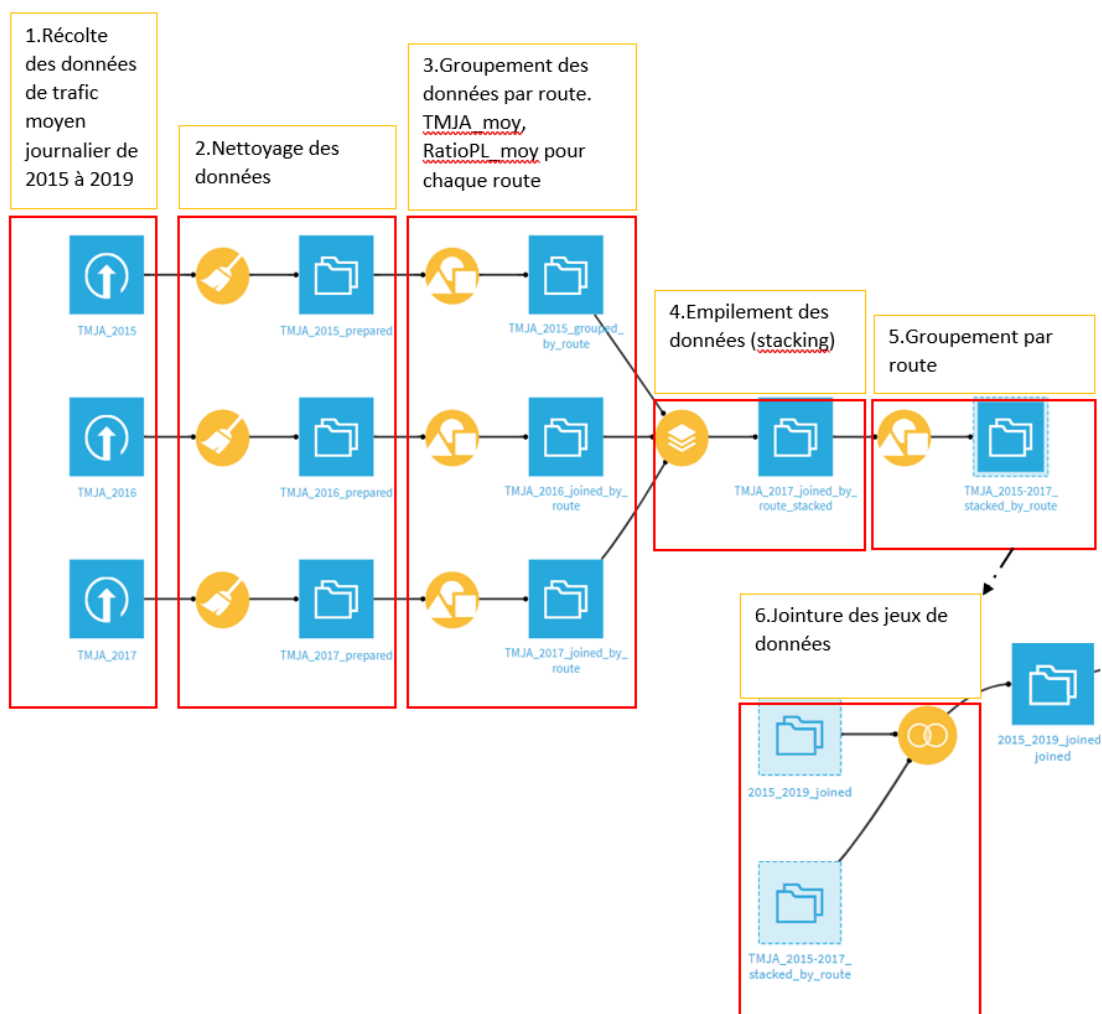 1.Récolte
des données
de trafic
moyen
journalier de
2015 à 2019
2.Nettoyage des
données
3.Groupement des
données par route.
TMJA_moy,
RatioPL_moy pour
chaque route
4.Empilement des
données (stacking)
5.Groupement par
route
TMJA_2015
TMJA_2015_prepared
TMJA_2015_grouped_
by_route
TMJA_2016
TMJA_2016_prepared
TMJA_2016_joined_by_
route
TMJA_2017_joined_by_
route_stacked
TMJA_2015-2017_
stacked_by_route
TMJA_2017
TMJA_2017_prepared
TMJA_2017_joined_by_
route
6.Jointure des jeux de
données
2015_2019_joined
2015_2019_joined
joined
TMJA_2015-2017_
stacked_by_route